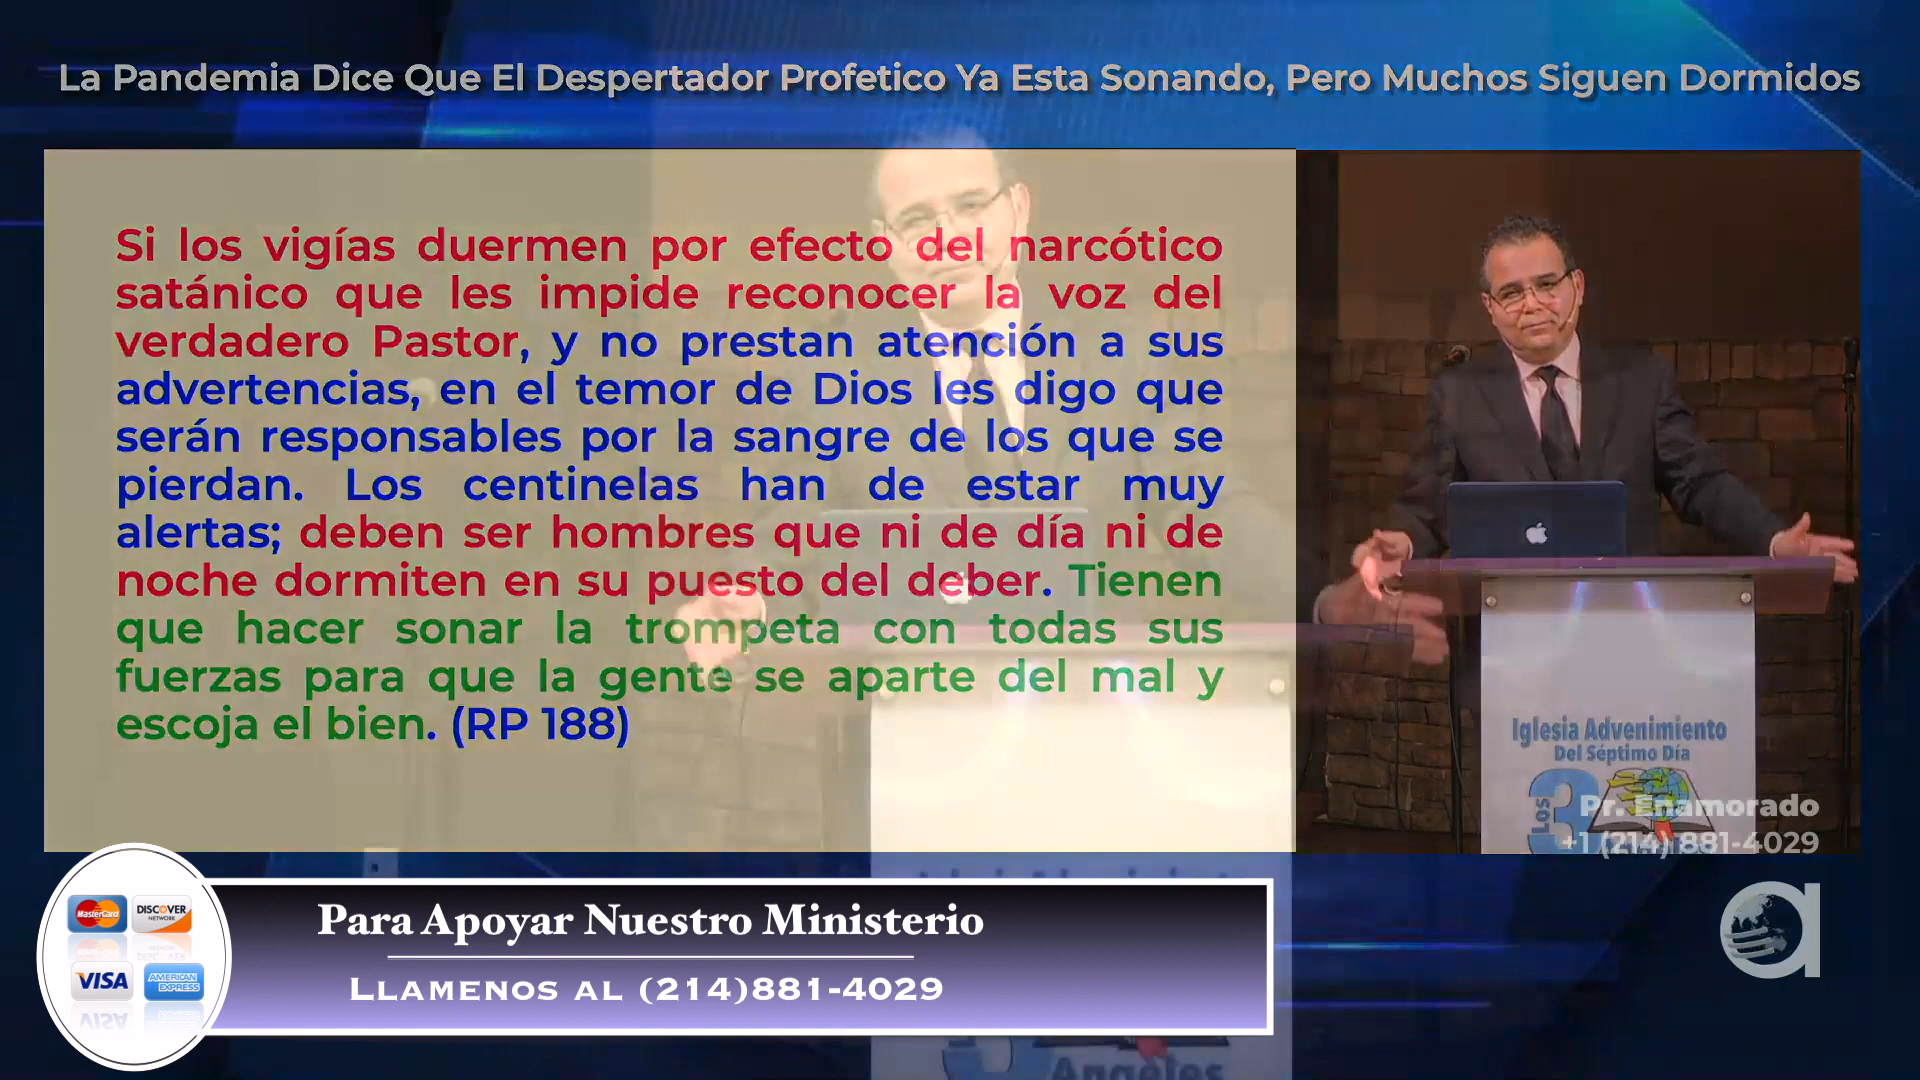 La Pandemia Dice Que El Despertador Profetico Ya Esta Sonando, Pero Muchos Siguen Dormidos
Si los vigías duermen por efecto del narcótico
satánico que les impide reconocer la voz del
verdadero Pastor, y no prestan atención a sus
advertencias, en el temor de Dios les digo que
serán responsables por la sangre de los que se
pierdan. Los centinelas han de estar muy
alertas; deben ser hombres que ni de día ni de
noche dormiten en su puesto del deber. Tienen
que hacer sonar la trompeta con todas sus
fuerzas para que la gente se aparte del mal y
escoja el bien. (RP 188)
Iglesia Advenimiento
Del Séptimo Día
Los 3
Pr. Enamorado
+1 (214) 881-4029
MasterCard
DISCOVER
NETWORK
VISA
AMERICAN
EXPRESS
Para Apoyar Nuestro Ministerio
LLAMENOS AL (214)881-4029
a
3
Angeles